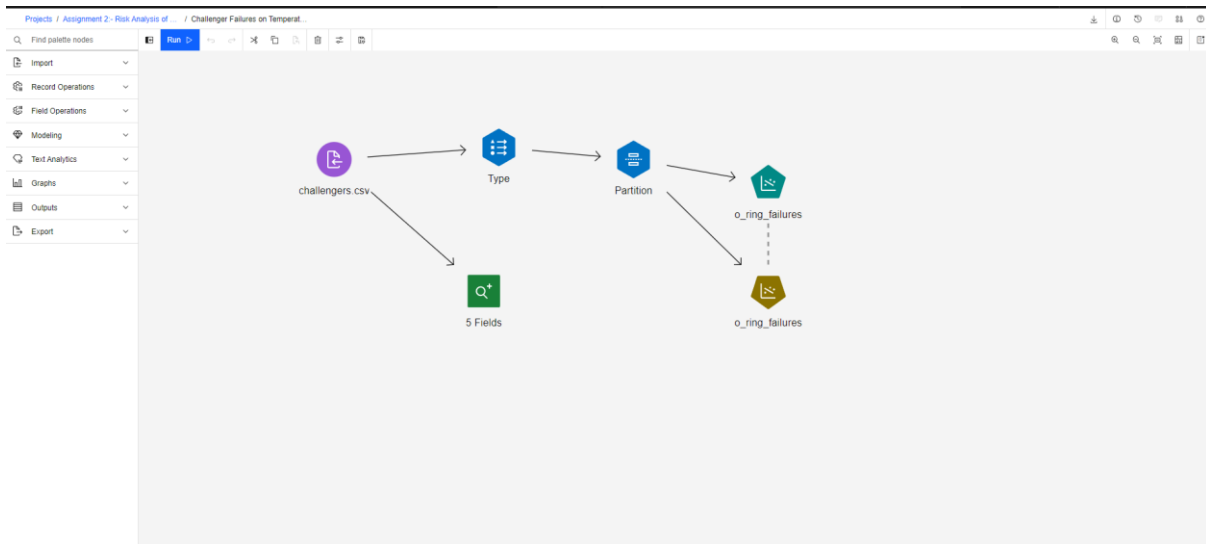 Projects / Assignment 2:- Risk Analysis of ... / Challenger Failures on Temperat...
Find palette nodes
Run
Import
Record Operations
Field Operations
Modeling
Text Analytics
Graphs
Outputs
Export
challengers.csv
Type
Partition
o_ring_failures
5 Fields
o_ring_failures